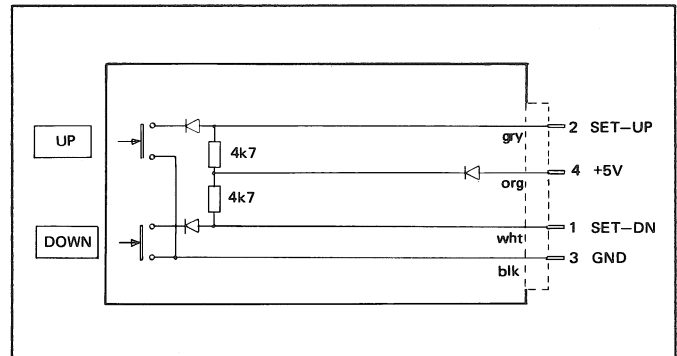 UP
DOWN
4k7
4k7
gry
org
wht
blk
2 SET-UP
4 +5V
1 SET-DN
3 GND